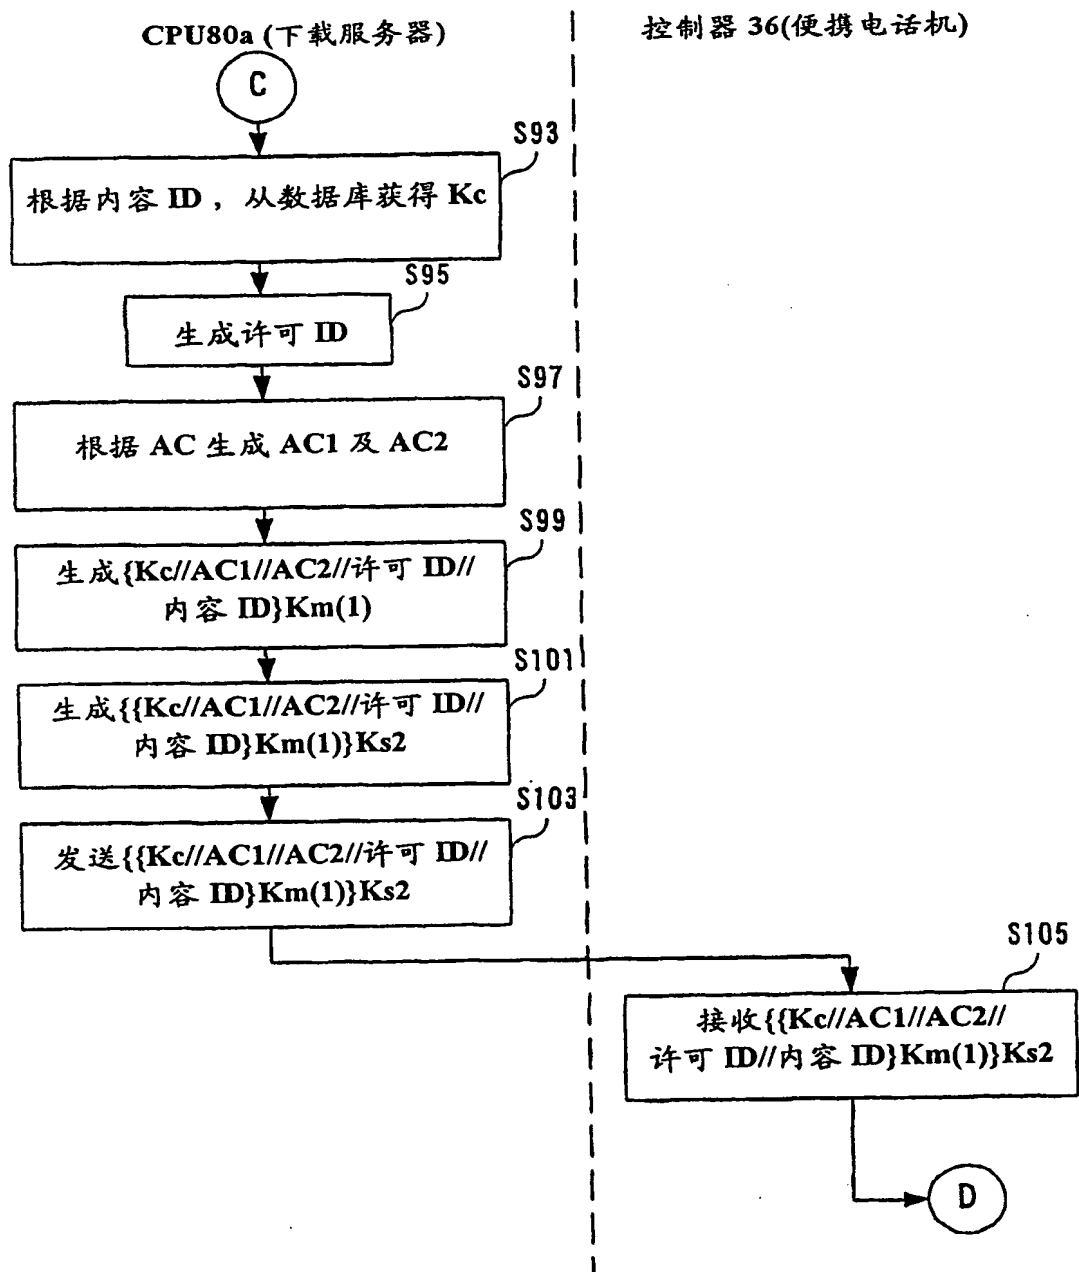 CPU80a (下载服务器)
控制器 36(便携电话机)
C
S93
根据内容 ID ，从数据库获得 Kc
S95
生成许可 ID
S97
根据 AC 生成 AC1 及 AC2
S99
生成{Kc//AC1//AC2//许可 ID//
内容 ID}Km(1)
S101
生成{{Kc//AC1//AC2//许可 ID//
内容 ID}Km(1)}Ks2
S103
发送{{Kc//AC1//AC2//许可 ID//
内容 ID}Km(1)}Ks2
S105
接收{{Kc//AC1//AC2//
许可 ID//内容 ID}Km(1)}Ks2
D